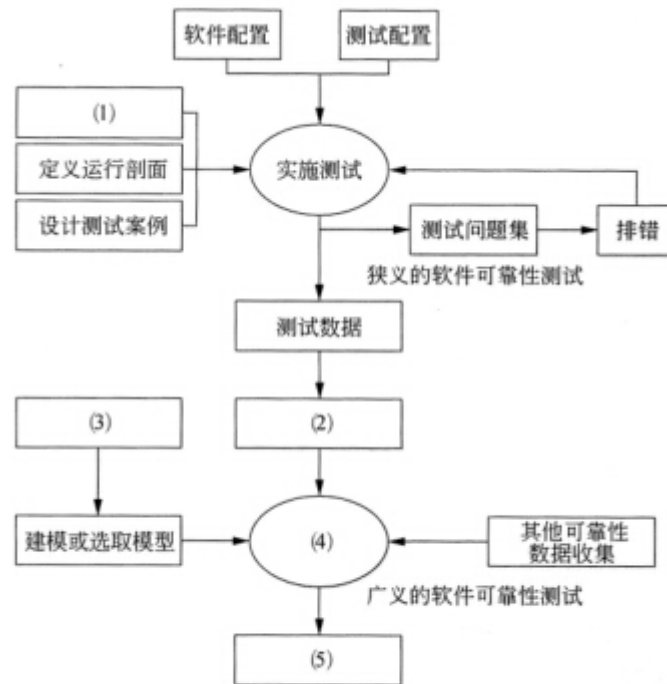 软件配置
测试配置
(1)
定义运行剖面
设计测试案例
实施测试
测试问题集
排错
狭义的软件可靠性测试
测试数据
(3)
(2)
建模或选取模型
(4)
其他可靠性
数据收集
广义的软件可靠性测试
(5)